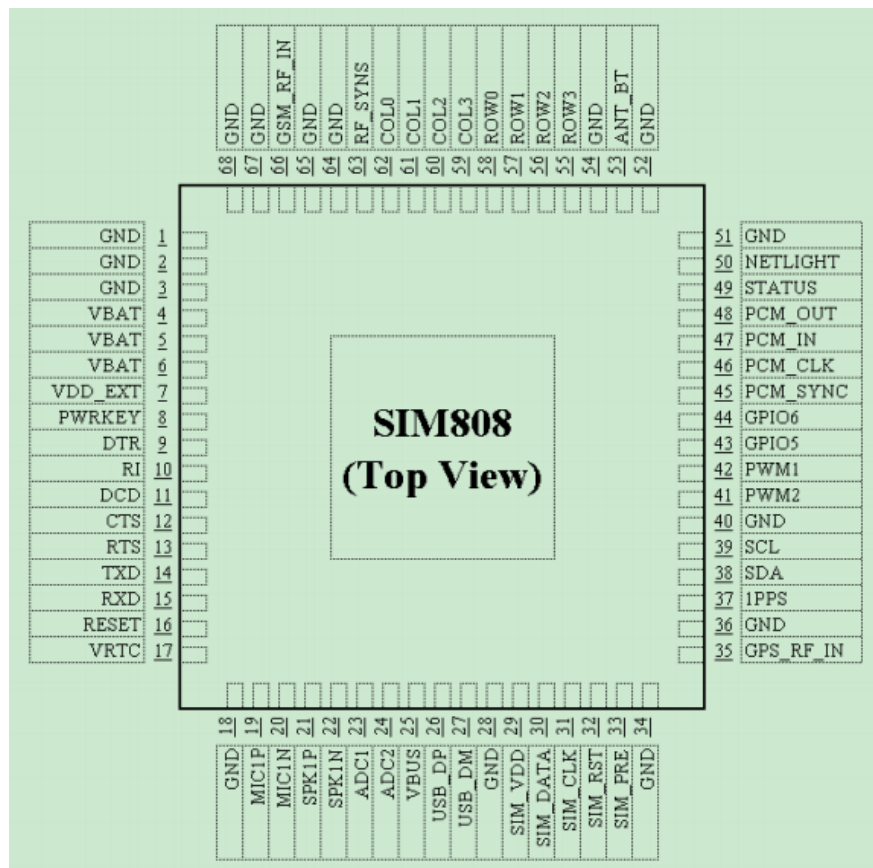 68 GND
67 GND
66 GSM_RF_IN
65 GND
64 GND
63 RF_SYNS
62 COL0
61 COL1
60 COL2
59 COL3
58 ROW0
57 ROW1
56 ROW2
55 ROW3
54 GND
53 ANT_BT
52 GND
GND 1
GND 2
GND 3
VBAT 4
VBAT 5
VBAT 6
VDD_EXT 7
PWRKEY 8
DTR 9
RI 10
DCD 11
CTS 12
RTS 13
TXD 14
RXD 15
RESET 16
VRTC 17
SIM808
(Top View)
51 GND
50 NETLIGHT
49 STATUS
48 PCM_OUT
47 PCM_IN
46 PCM_CLK
45 PCM_SYNC
44 GPIO6
43 GPIO5
42 PWM1
41 PWM2
40 GND
39 SCL
38 SDA
37 1PPS
36 GND
35 GPS_RF_IN
GND 18
MIC1P 19
MIC1N 20
SPK1P 21
SPK1N 22
ADC1 23
ADC2 24
VBUS 25
USB_DP 26
USB_DM 27
GND 28
SIM_VDD 29
SIM_DATA 30
SIM_CLK 31
SIM_RST 32
SIM_PRE 33
GND 34